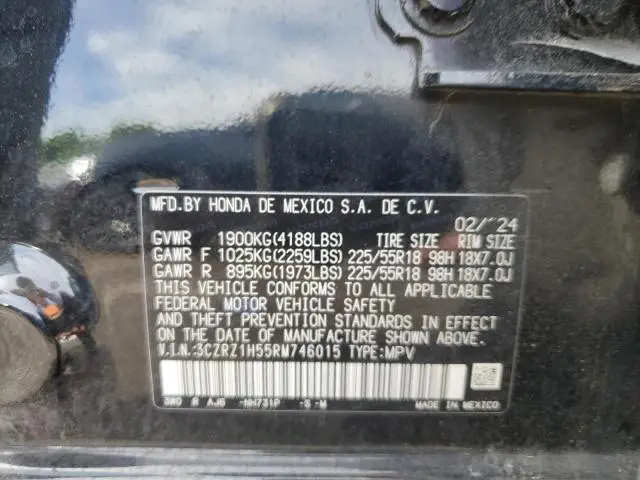 MFD.BY HONDA DE MEXICO S.A. DE C.V.
02/24
GVWR 1900KG(4188LBS) TIRE SIZE RIM SIZE
GAWR F 1025KG(2259LBS) 225/55R18 98H 18X7.0J
GAWR R 895KG(1973LBS) 225/55R18 98H 18X7.0J
THIS VEHICLE CONFORMS TO ALL APPLICABLE
FEDERAL MOTOR VEHICLE SAFETY
AND THEFT PREVENTION STANDARDS IN EFFECT
ON THE DATE OF MANUFACTURE SHOWN ABOVE.
V.I.N.:3CZRZ1H55RM746015 TYPE:MPV
3W0 R AJ6 -NH731P -S -M
MADE IN MEXICO